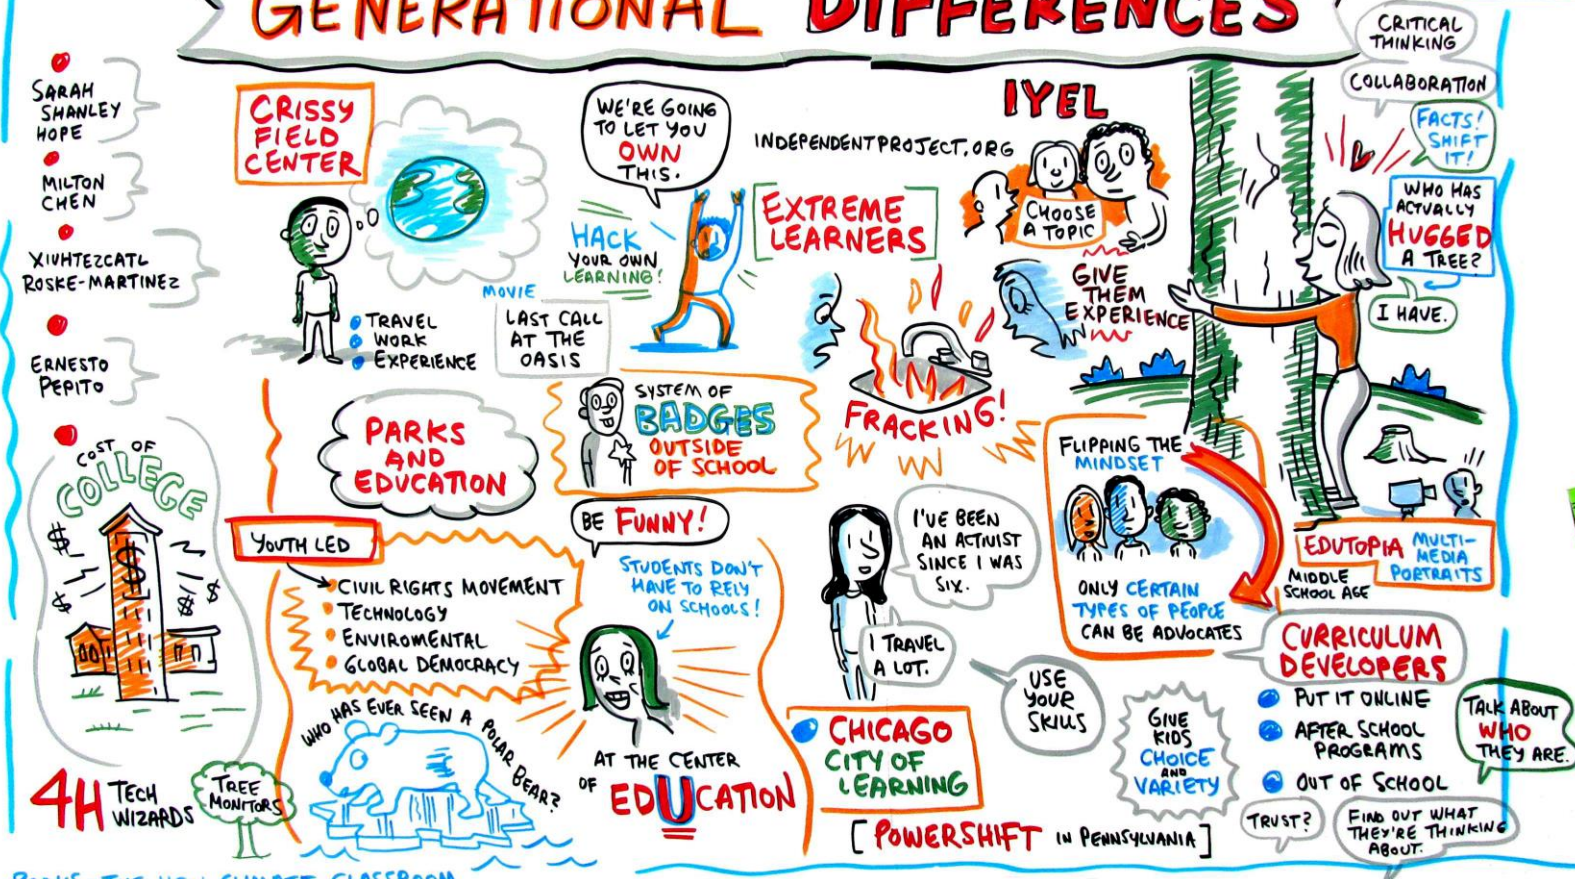 GENERATIONAL DIFFERENCES
SARAH
SHANLEY
HOPE
MILTON
CHEN
XIUHTEZCATL
ROSKE-MARTINEZ
ERNESTO
PEPITO
COST OF
COLLEGE
$
$
$
$
$
$
4H TECH
WIZARDS
TREE
MONITORS
CRISSY
FIELD
CENTER
TRAVEL
WORK
EXPERIENCE
MOVIE
LAST CALL
AT THE
OASIS
WE'RE GOING
TO LET YOU
OWN
THIS.
HACK
YOUR OWN
LEARNING!
PARKS
AND
EDUCATION
SYSTEM OF
BADGES
OUTSIDE
OF SCHOOL
YOUTH LED
CIVIL RIGHTS MOVEMENT
TECHNOLOGY
ENVIROMENTAL
GLOBAL DEMOCRACY
WHO HAS EVER SEEN A POLAR BEAR?
BE FUNNY!
STUDENTS DON'T
HAVE TO RELY
ON SCHOOLS!
AT THE CENTER
OF EDUCATION
IYEL
INDEPENDENTPROJECT.ORG
EXTREME
LEARNERS
CHOOSE
A TOPIC
GIVE
THEM
EXPERIENCE
FRACKING!
I'VE BEEN
AN ACTIVIST
SINCE I WAS
SIX.
I TRAVEL
A LOT.
USE
YOUR
SKILLS
CHICAGO
CITY OF
LEARNING
[POWERSHIFT IN PENNSYLVANIA]
GIVE
KIDS
CHOICE
AND
VARIETY
FLIPPING THE
MINDSET
ONLY CERTAIN
TYPES OF PEOPLE
CAN BE ADVOCATES
CRITICAL
THINKING
COLLABORATION
FACTS!
SHIFT
IT!
WHO HAS
ACTUALLY
HUGGED
A TREE?
I HAVE.
EDUTOPIA MULTI-
MEDIA
PORTRAITS
MIDDLE
SCHOOL AGE
CURRICULUM
DEVELOPERS
PUT IT ONLINE
AFTER SCHOOL
PROGRAMS
OUT OF SCHOOL
TALK ABOUT
WHO
THEY ARE.
TRUST?
FIND OUT WHAT
THEY'RE THINKING
ABOUT.